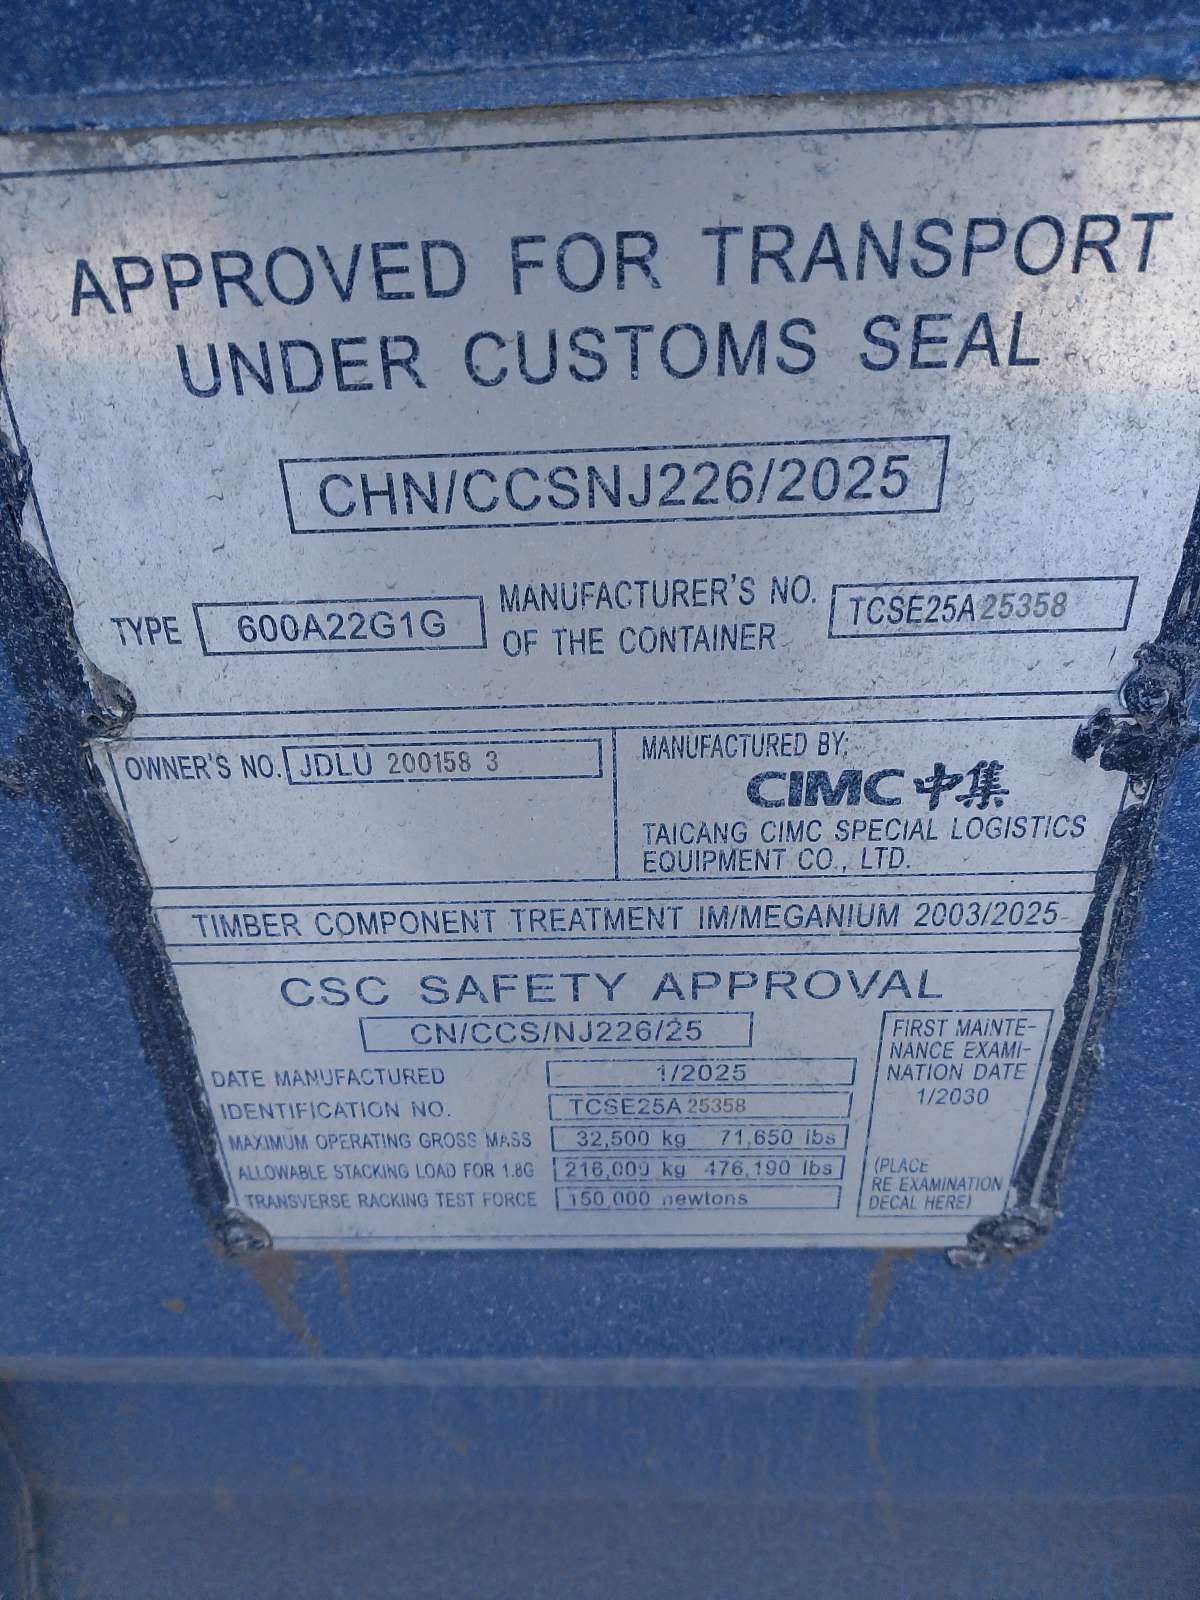 APPROVED FOR TRANSPORT
UNDER CUSTOMS SEAL
CHN/CCSNJ226/2025
TYPE 600A22G1G MANUFACTURER'S NO.
OF THE CONTAINER TCSE25A25358
OWNER'S NO. JDLU 200158 3
MANUFACTURED BY:
CIMC 中集
TAICANG CIMC SPECIAL LOGISTICS
EQUIPMENT CO., LTD.
TIMBER COMPONENT TREATMENT IM/MEGANIUM 2003/2025
CSC SAFETY APPROVAL
CN/CCS/NJ226/25
DATE MANUFACTURED 1/2025
IDENTIFICATION NO. TCSE25A25358
MAXIMUM OPERATING GROSS MASS 32,500 kg 71,650 lbs
ALLOWABLE STACKING LOAD FOR 1.8G 216,000 kg 476,190 lbs
TRANSVERSE RACKING TEST FORCE 150,000 newtons
FIRST MAINTE-
NANCE EXAMI-
NATION DATE
1/2030
(PLACE
RE EXAMINATION
DECAL HERE)